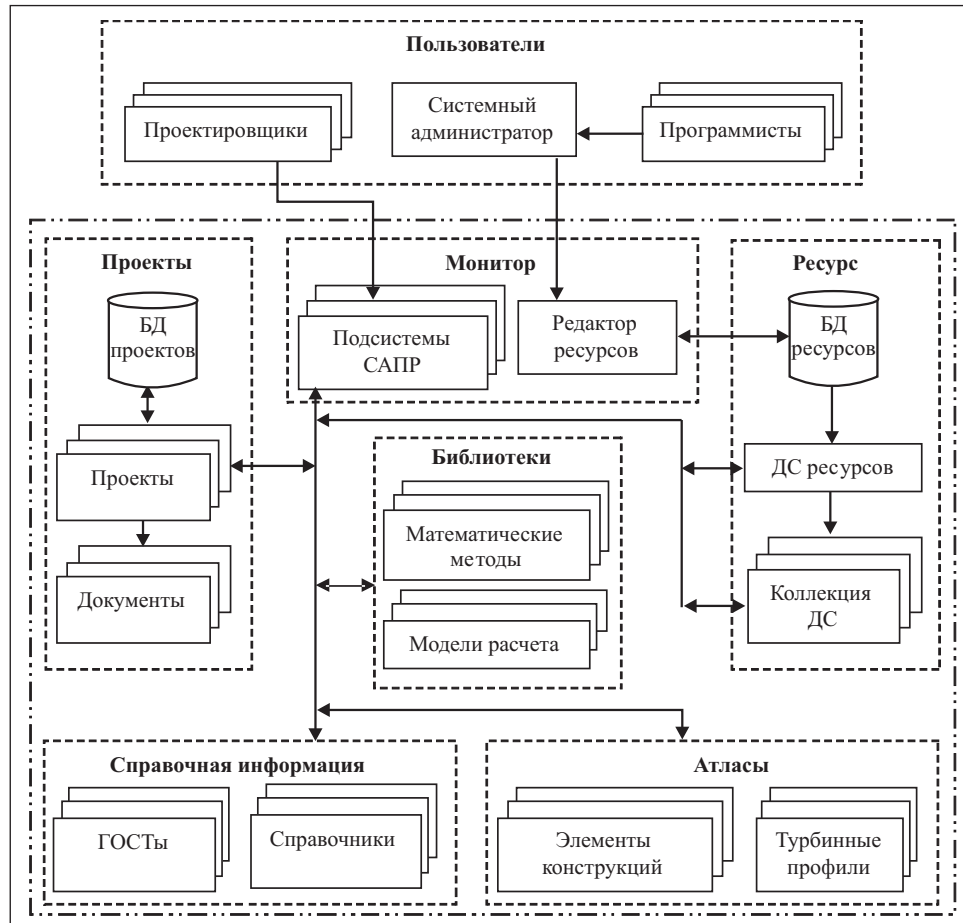 Пользователи
Проектировщики
Системный
администратор
Программисты
Проекты
БД
проектов
Проекты
Документы
Монитор
Подсистемы
САПР
Редактор
ресурсов
Ресурс
БД
ресурсов
ДС ресурсов
Коллекция
ДС
Библиотеки
Математические
методы
Модели расчета
Справочная информация
ГОСТы
Справочники
Атласы
Элементы
конструкций
Турбинные
профили